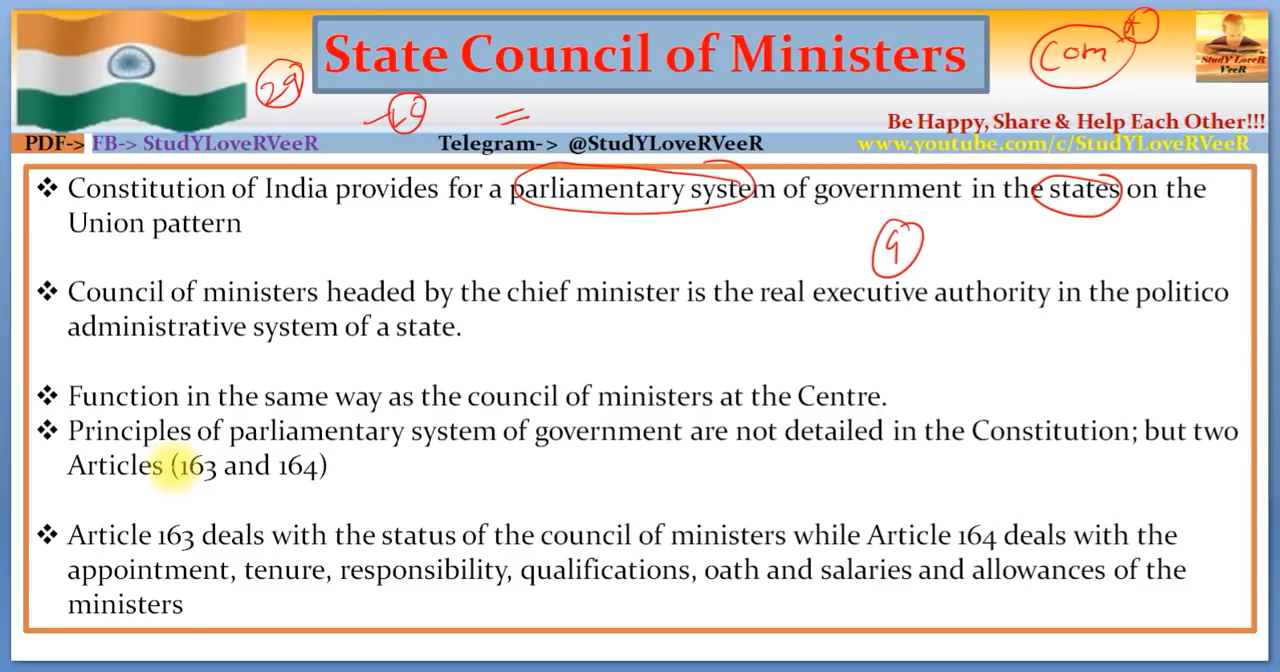 State Council of Ministers
Com
StudY LoveR
VeeR
29
Be Happy, Share & Help Each Other!!!
PDF-> FB-> StudYLoveRVeeR Telegram-> @StudYLoveRVeeR www.youtube.com/c/StudYLoveRVeeR
❖ Constitution of India provides for a parliamentary system of government in the states on the
Union pattern
❖ Council of ministers headed by the chief minister is the real executive authority in the politico
administrative system of a state.
❖ Function in the same way as the council of ministers at the Centre.
❖ Principles of parliamentary system of government are not detailed in the Constitution; but two
Articles (163 and 164)
❖ Article 163 deals with the status of the council of ministers while Article 164 deals with the
appointment, tenure, responsibility, qualifications, oath and salaries and allowances of the
ministers